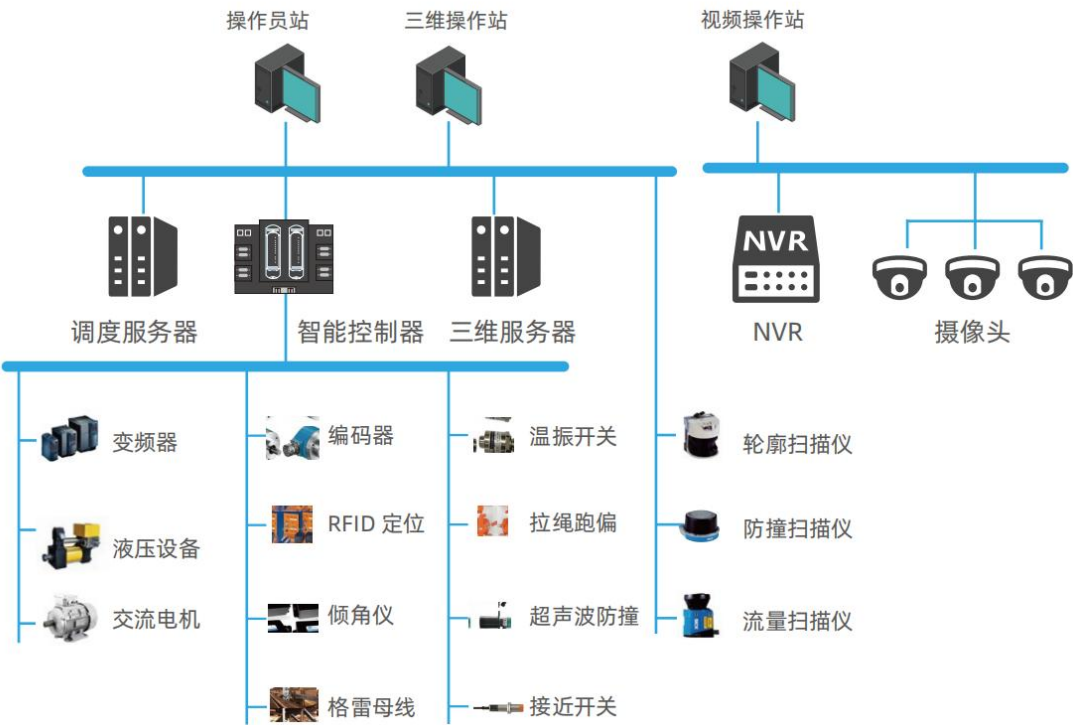 操作员站
三维操作站
视频操作站
NVR
调度服务器
智能控制器
三维服务器
NVR
摄像头
变频器
编码器
温振开关
轮廓扫描仪
RFID 定位
拉绳跑偏
防撞扫描仪
液压设备
交流电机
倾角仪
超声波防撞
流量扫描仪
格雷母线
接近开关